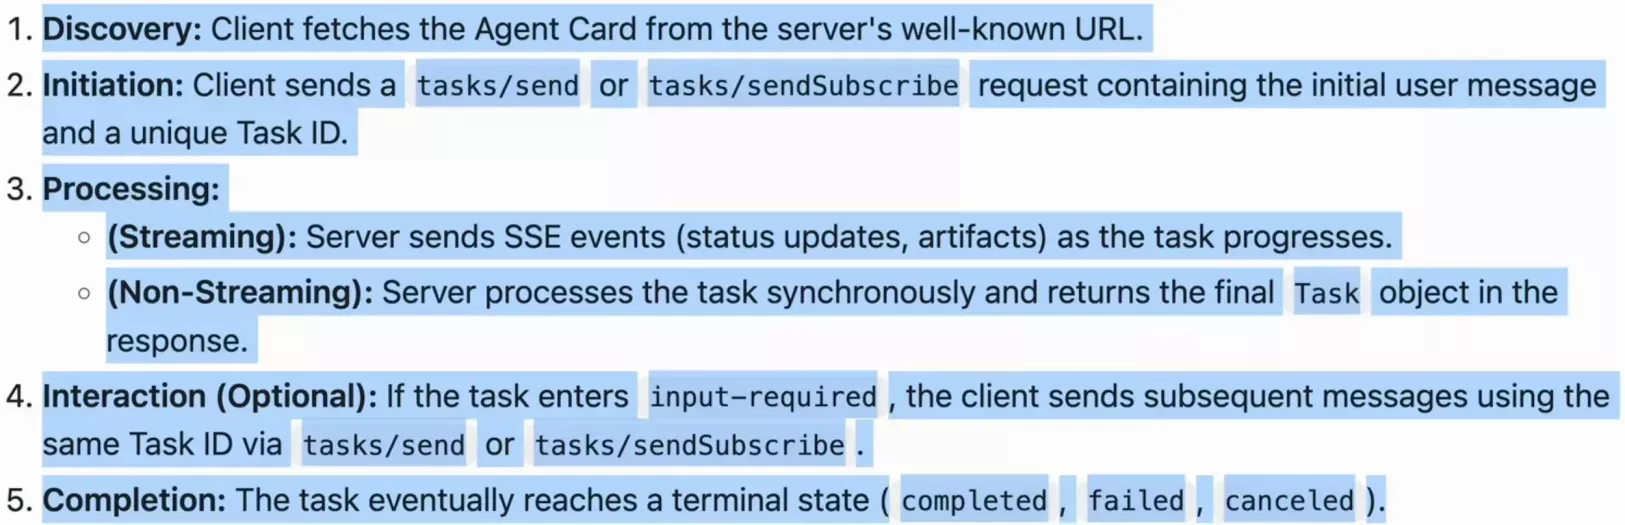 1. Discovery: Client fetches the Agent Card from the server's well-known URL.
2. Initiation: Client sends a tasks/send or tasks/sendSubscribe request containing the initial user message
and a unique Task ID.
3. Processing:
○ (Streaming): Server sends SSE events (status updates, artifacts) as the task progresses.
○ (Non-Streaming): Server processes the task synchronously and returns the final Task object in the
response.
4. Interaction (Optional): If the task enters input-required , the client sends subsequent messages using the
same Task ID via tasks/send or tasks/sendSubscribe .
5. Completion: The task eventually reaches a terminal state ( completed , failed , canceled ).